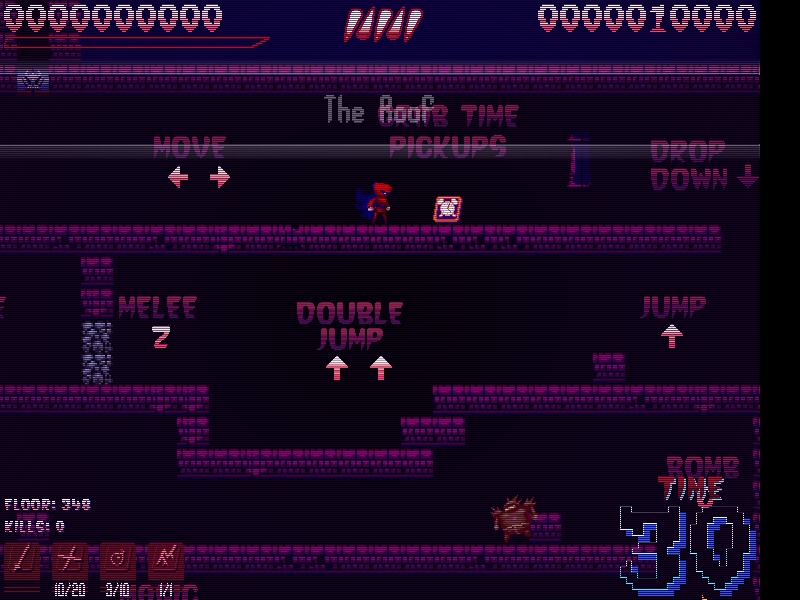 0000000000
0000010000
The Roof
GRAB TIME
PICKUPS
MOVE
DROP
DOWN
MELEE
Z
DOUBLE
JUMP
JUMP
BOMB
TIME
30
FLOOR: 348
KILLS: 0
10/20
9/10
1/1